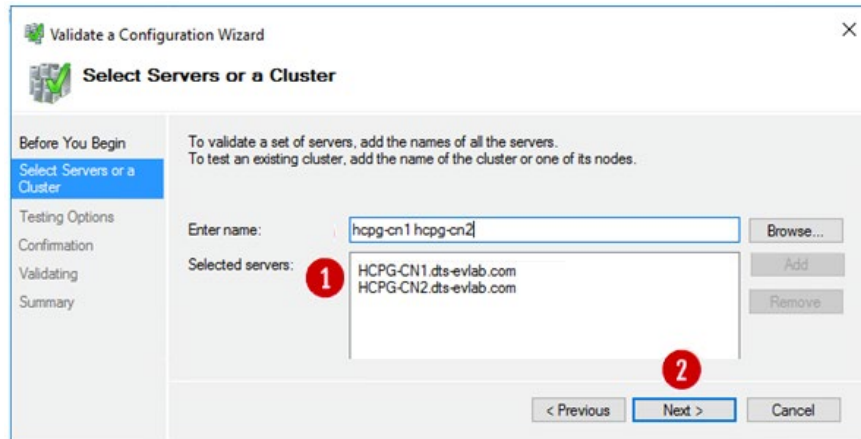 Validate a Configuration Wizard
Select Servers or a Cluster
Before You Begin
Select Servers or a
Cluster
Testing Options
Confirmation
Validating
Summary
To validate a set of servers, add the names of all the servers.
To test an existing cluster, add the name of the cluster or one of its nodes.
Enter name:
hcpg-cn1 hcpg-cn2
Browse...
Selected servers:
1
HCPG-CN1.dts-evlab.com
HCPG-CN2.dts-evlab.com
Add
Remove
2
< Previous
Next >
Cancel